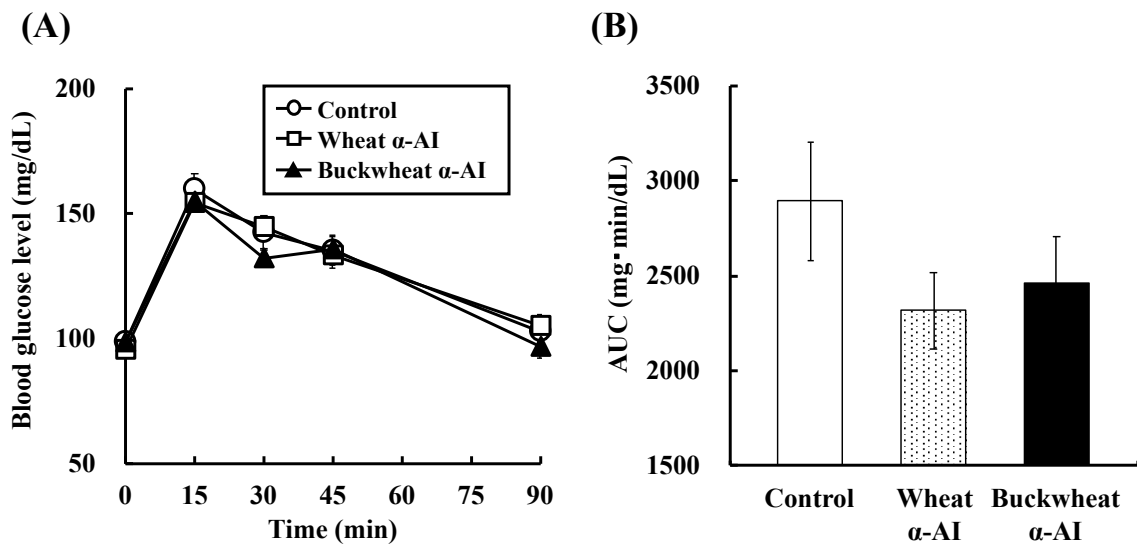 (A)
Blood glucose level (mg/dL)
200
150
100
50
Control
Wheat α-AI
Buckwheat α-AI
0 15 30 45 60 75 90
Time (min)
(B)
AUC (mg·min/dL)
3500
3000
2500
2000
1500
Control Wheat Buckwheat
α-AI α-AI